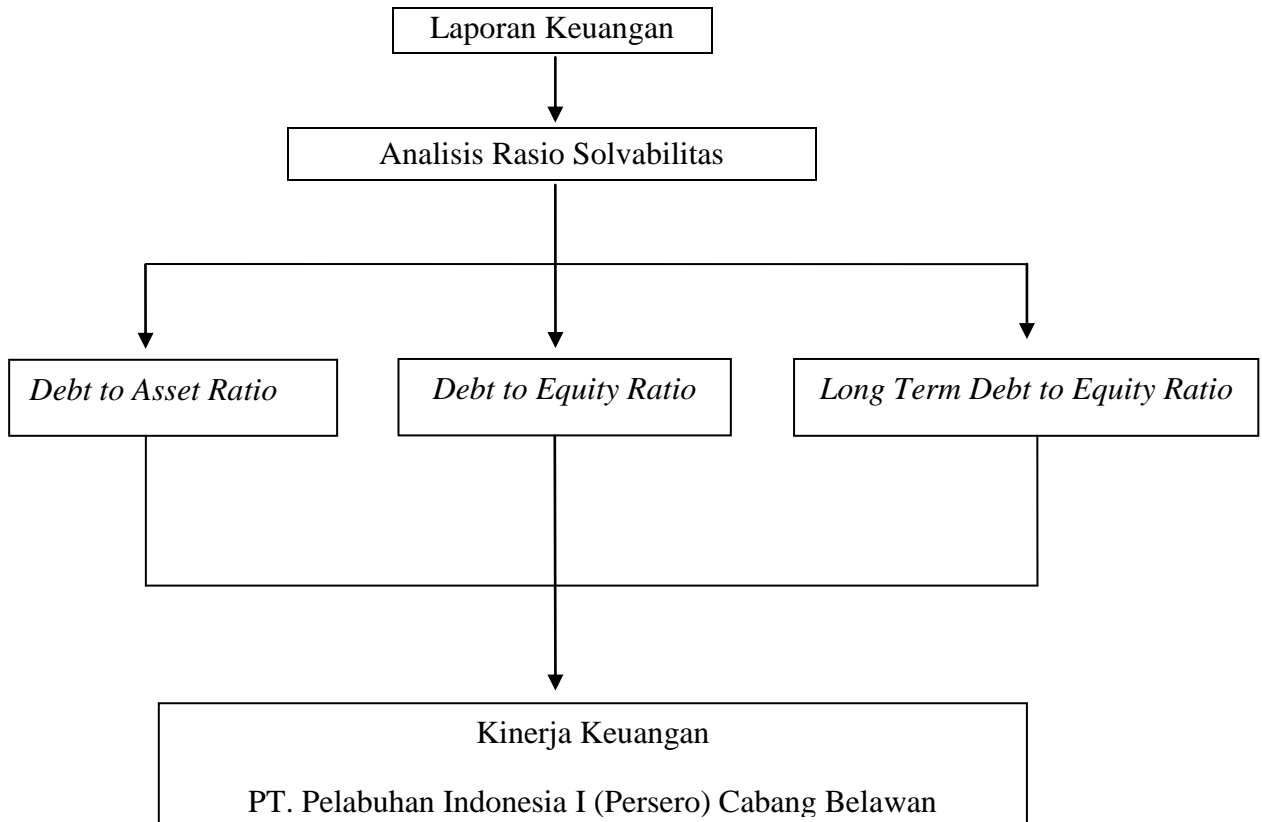 Laporan Keuangan
Analisis Rasio Solvabilitas
Debt to Asset Ratio
Debt to Equity Ratio
Long Term Debt to Equity Ratio
Kinerja Keuangan
PT. Pelabuhan Indonesia I (Persero) Cabang Belawan